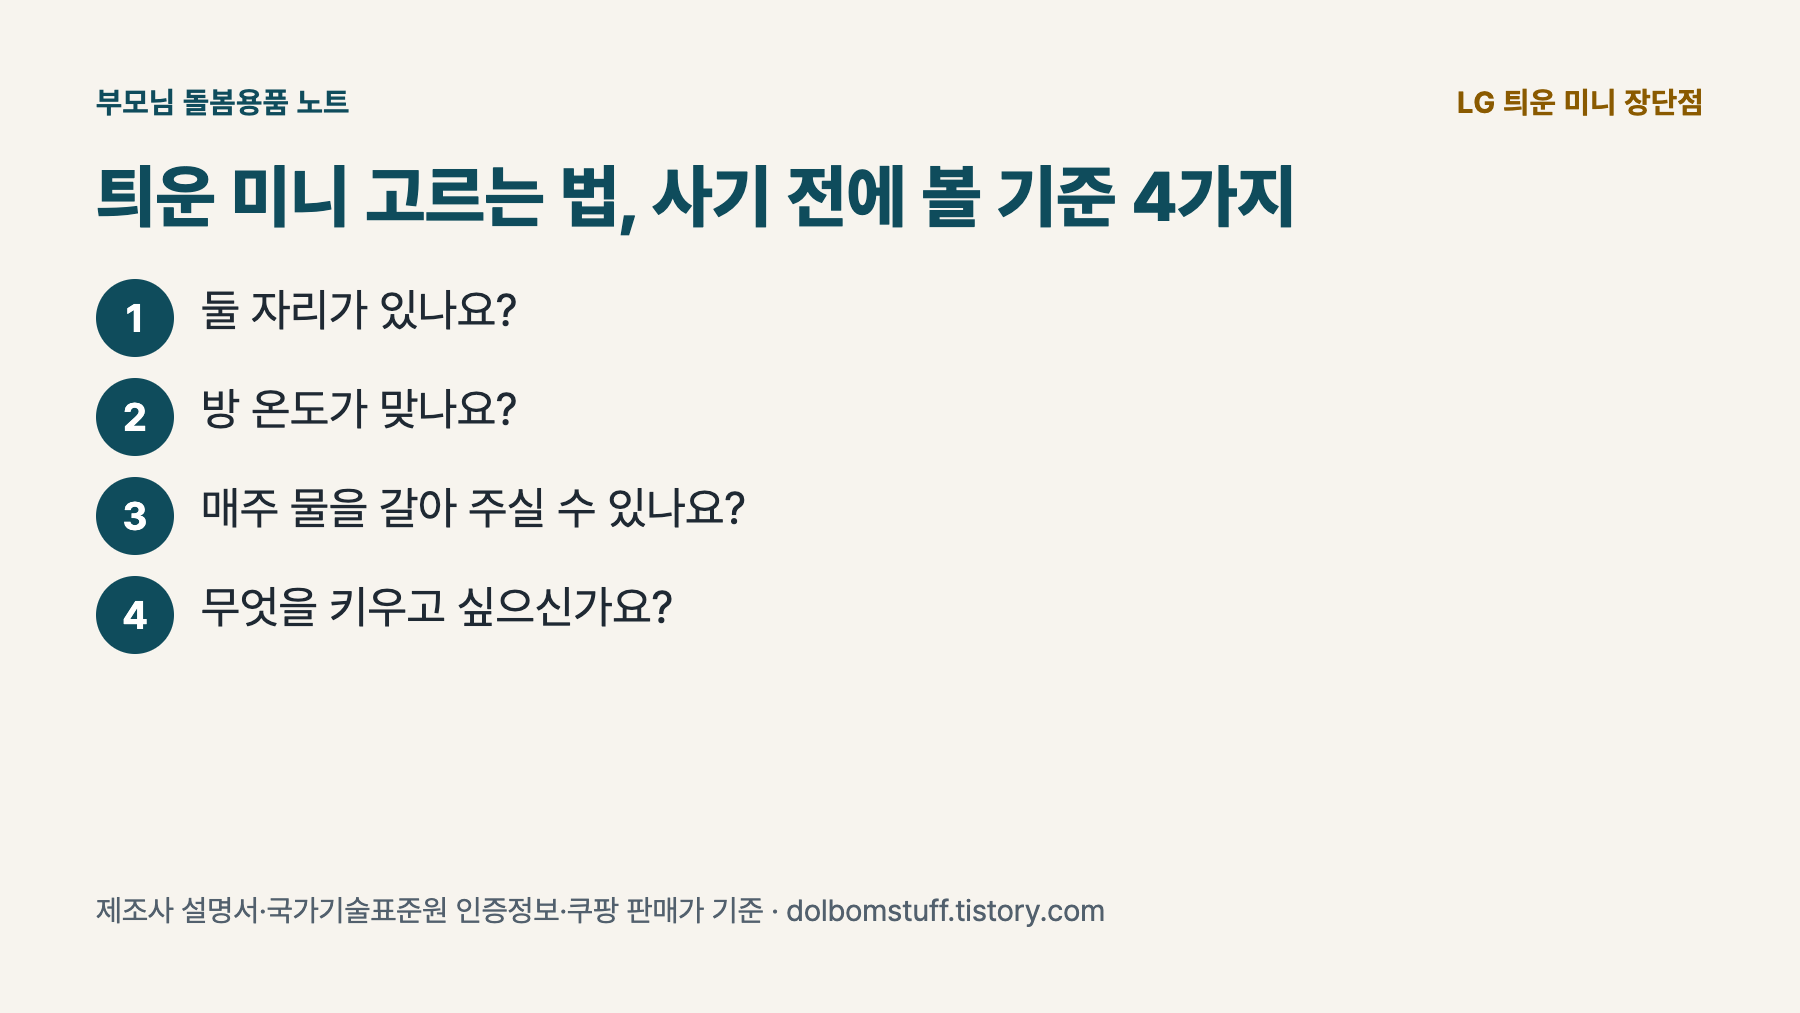 부모님 돌봄용품 노트
LG 틔운 미니 장단점
틔운 미니 고르는 법, 사기 전에 볼 기준 4가지
1 둘 자리가 있나요?
2 방 온도가 맞나요?
3 매주 물을 갈아 주실 수 있나요?
4 무엇을 키우고 싶으신가요?
제조사 설명서·국가기술표준원 인증정보·쿠팡 판매가 기준 · dolbomstuff.tistory.com